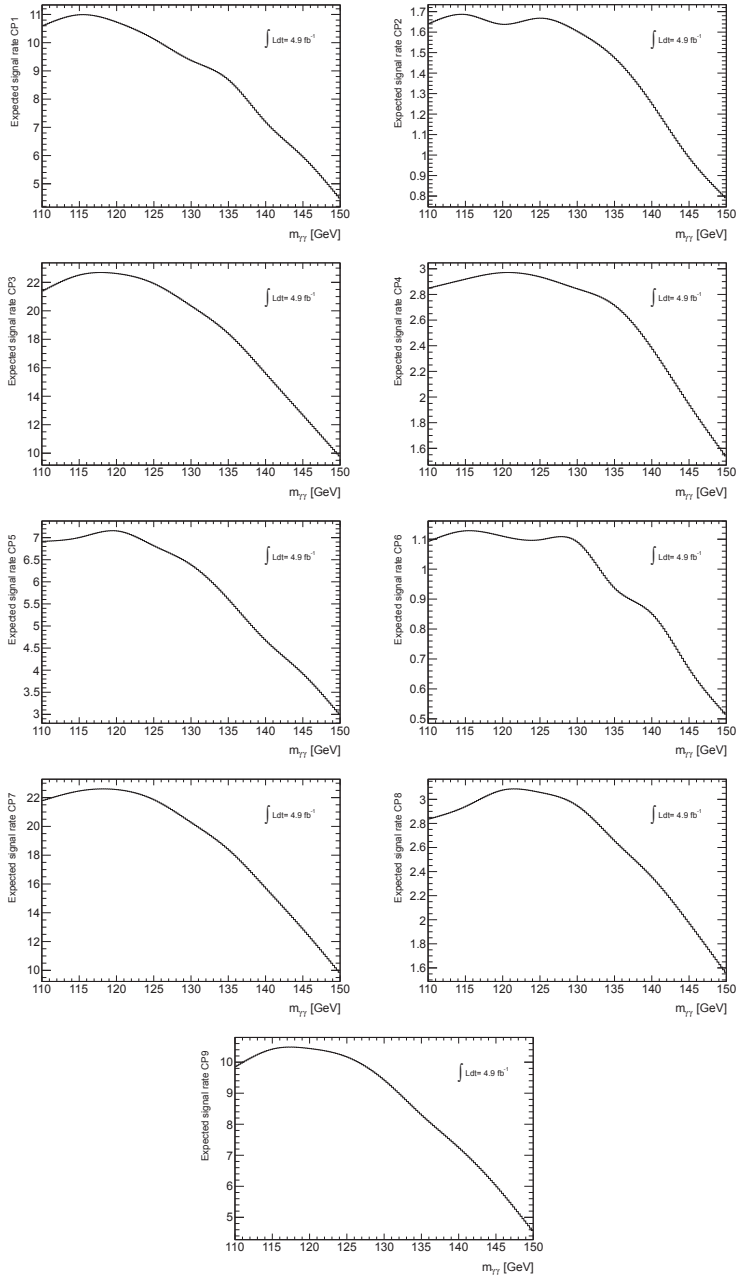 Expected signal rate CP1
11
10
9
8
7
6
5
∫ Ldt= 4.9 fb⁻¹
110 115 120 125 130 135 140 145 150
mγγ [GeV]
Expected signal rate CP2
1.7
1.6
1.5
1.4
1.3
1.2
1.1
1
0.9
0.8
∫ Ldt= 4.9 fb⁻¹
110 115 120 125 130 135 140 145 150
mγγ [GeV]
Expected signal rate CP3
22
20
18
16
14
12
10
∫ Ldt= 4.9 fb⁻¹
110 115 120 125 130 135 140 145 150
mγγ [GeV]
Expected signal rate CP4
3
2.8
2.6
2.4
2.2
2
1.8
1.6
∫ Ldt= 4.9 fb⁻¹
110 115 120 125 130 135 140 145 150
mγγ [GeV]
Expected signal rate CP5
7
6.5
6
5.5
5
4.5
4
3.5
3
∫ Ldt= 4.9 fb⁻¹
110 115 120 125 130 135 140 145 150
mγγ [GeV]
Expected signal rate CP6
1.1
1
0.9
0.8
0.7
0.6
0.5
∫ Ldt= 4.9 fb⁻¹
110 115 120 125 130 135 140 145 150
mγγ [GeV]
Expected signal rate CP7
22
20
18
16
14
12
10
∫ Ldt= 4.9 fb⁻¹
110 115 120 125 130 135 140 145 150
mγγ [GeV]
Expected signal rate CP8
3
2.8
2.6
2.4
2.2
2
1.8
1.6
∫ Ldt= 4.9 fb⁻¹
110 115 120 125 130 135 140 145 150
mγγ [GeV]
Expected signal rate CP9
10
9
8
7
6
5
∫ Ldt= 4.9 fb⁻¹
110 115 120 125 130 135 140 145 150
mγγ [GeV]